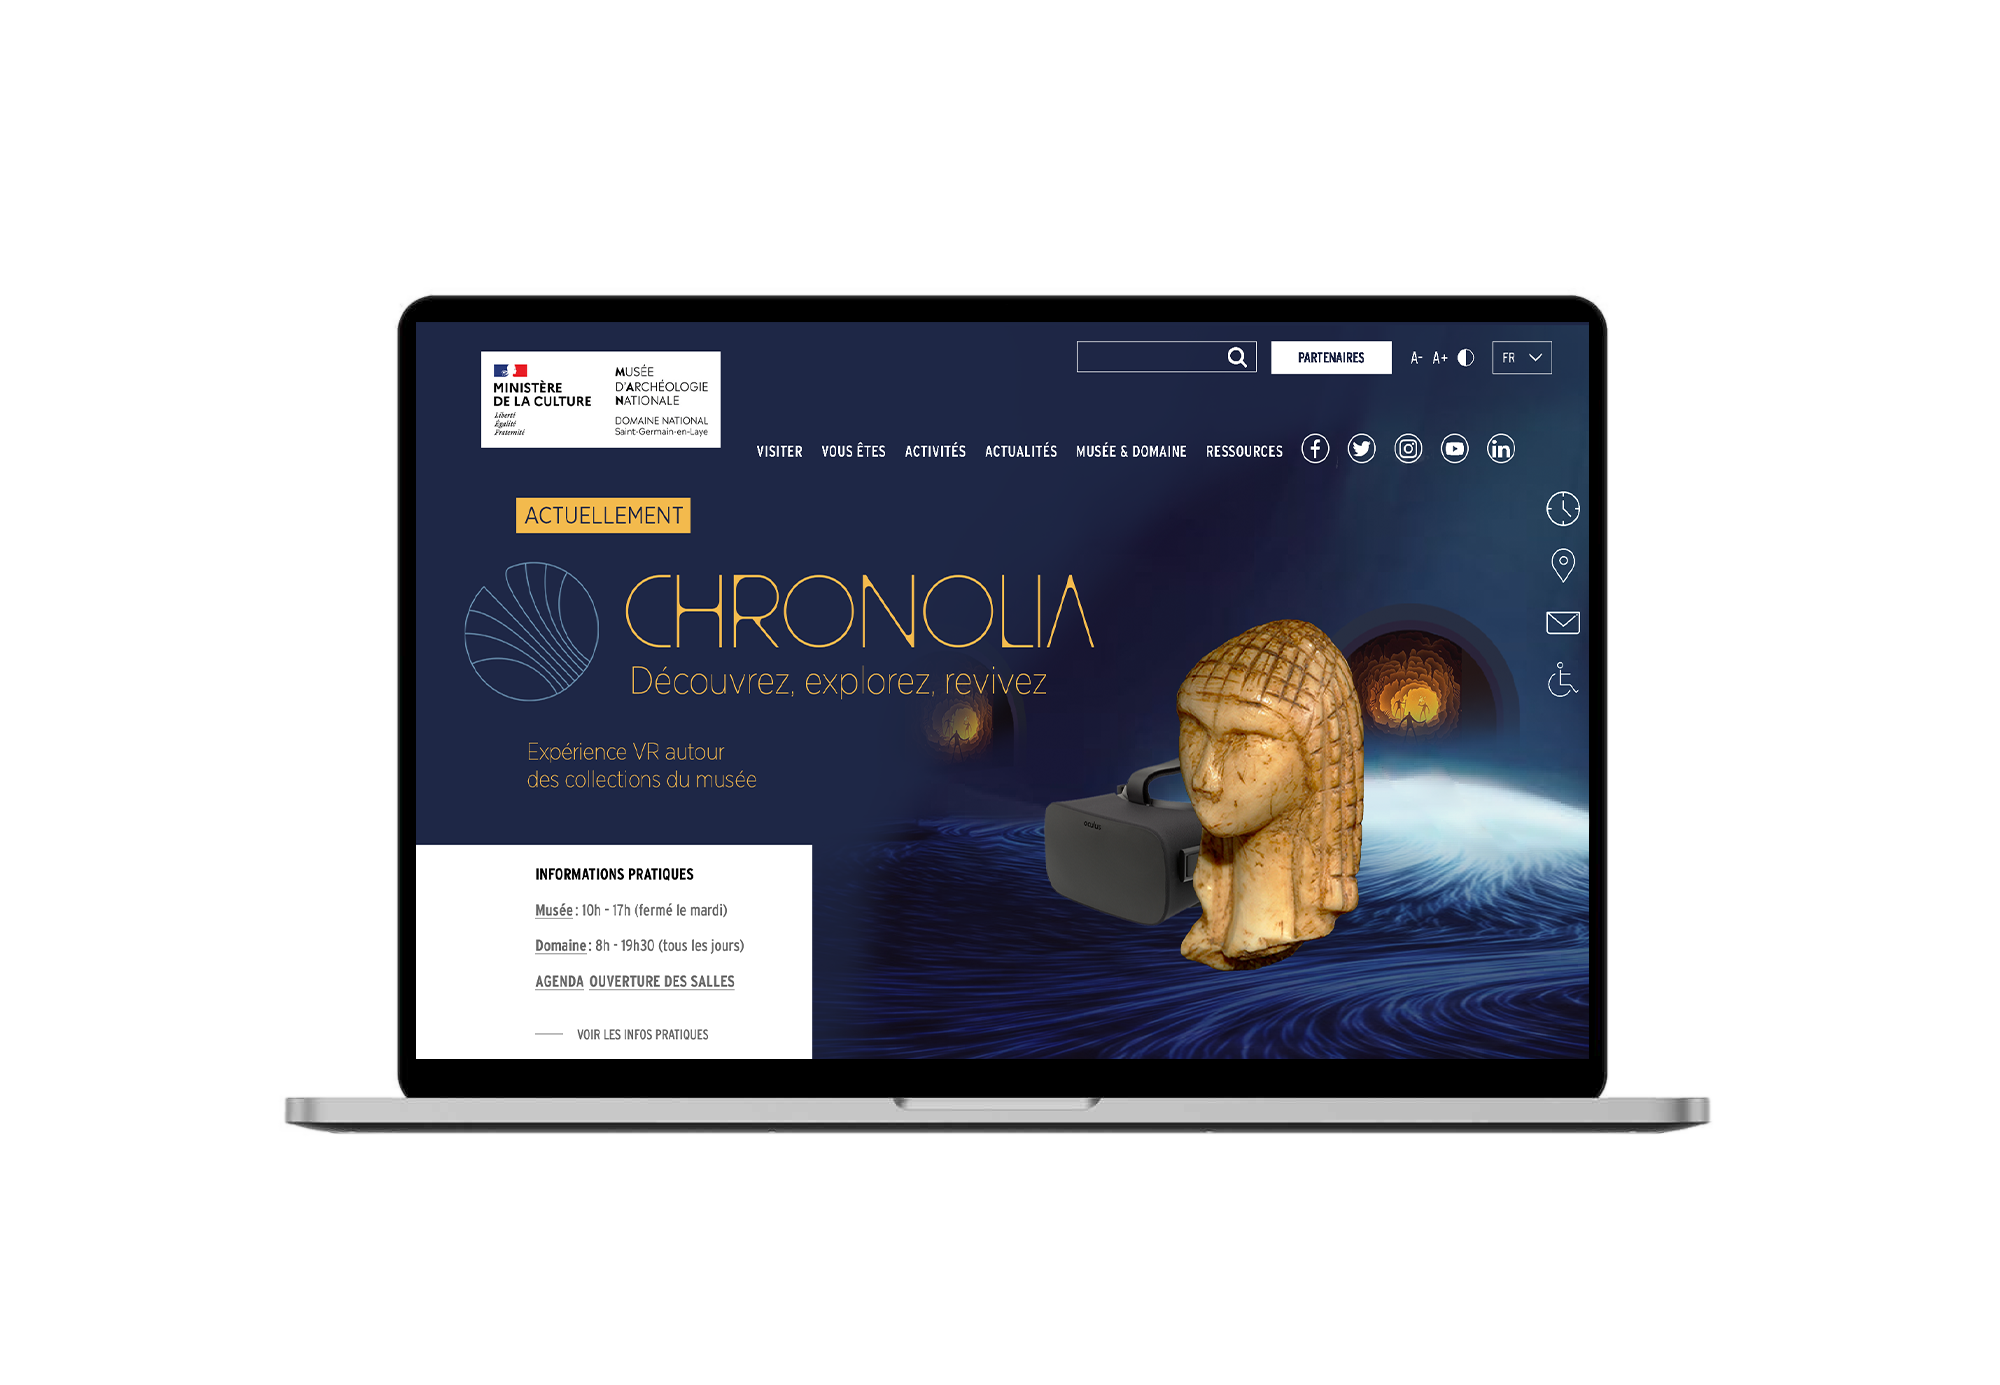 MINISTÈRE
DE LA CULTURE
Liberté
Égalité
Fraternité
MUSÉE
D'ARCHÉOLOGIE
NATIONALE
DOMAINE NATIONAL
Saint-Germain-en-Laye
PARTENAIRES
A- A+
FR
VISITER VOUS ÊTES ACTIVITÉS ACTUALITÉS MUSÉE & DOMAINE RESSOURCES
ACTUELLEMENT
CHRONOLIA
Découvrez, explorez, revivez
Expérience VR autour
des collections du musée
oculus
INFORMATIONS PRATIQUES
Musée : 10h - 17h (fermé le mardi)
Domaine : 8h - 19h30 (tous les jours)
AGENDA OUVERTURE DES SALLES
VOIR LES INFOS PRATIQUES